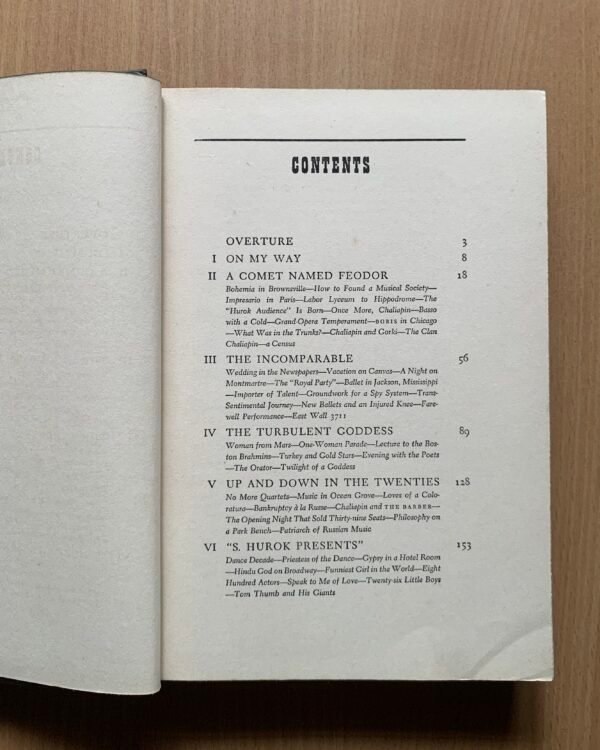 CONTENTS
OVERTURE 3
I ON MY WAY 8
II A COMET NAMED FEODOR 18
Bohemia in Brownsville—How to Found a Musical Society—
Impresario in Paris—Labor Lyceum to Hippodrome—The
"Hurok Audience" Is Born—Once More, Chaliapin—Basso
with a Cold—Grand-Opera Temperament—BORIS in Chicago
—What Was in the Trunks?—Chaliapin and Gorki—The Clan
Chaliapin—a Census
III THE INCOMPARABLE 56
Wedding in the Newspapers—Vacation on Canvas—A Night on
Montmartre—The "Royal Party"—Ballet in Jackson, Mississippi
—Importer of Talent—Groundwork for a Spy System—Trans-
Sentimental Journey—New Ballets and an Injured Knee—Fare-
well Performance—East Wall 3711
IV THE TURBULENT GODDESS 89
Woman from Mars—One-Woman Parade—Lecture to the Bos-
ton Brahmins—Turkey and Gold Stars—Evening with the Poets
—The Orator—Twilight of a Goddess
V UP AND DOWN IN THE TWENTIES 128
No More Quartets—Music in Ocean Grove—Loves of a Colo-
ratura—Bankruptcy à la Russe—Chaliapin and THE BARBER—
The Opening Night That Sold Thirty-nine Seats—Philosophy on
a Park Bench—Patriarch of Russian Music
VI "S. HUROK PRESENTS" 153
Dance Decade—Priestess of the Dance—Gypsy in a Hotel Room
—Hindu God on Broadway—Funniest Girl in the World—Eight
Hundred Actors—Speak to Me of Love—Twenty-six Little Boys
—Tom Thumb and His Giants